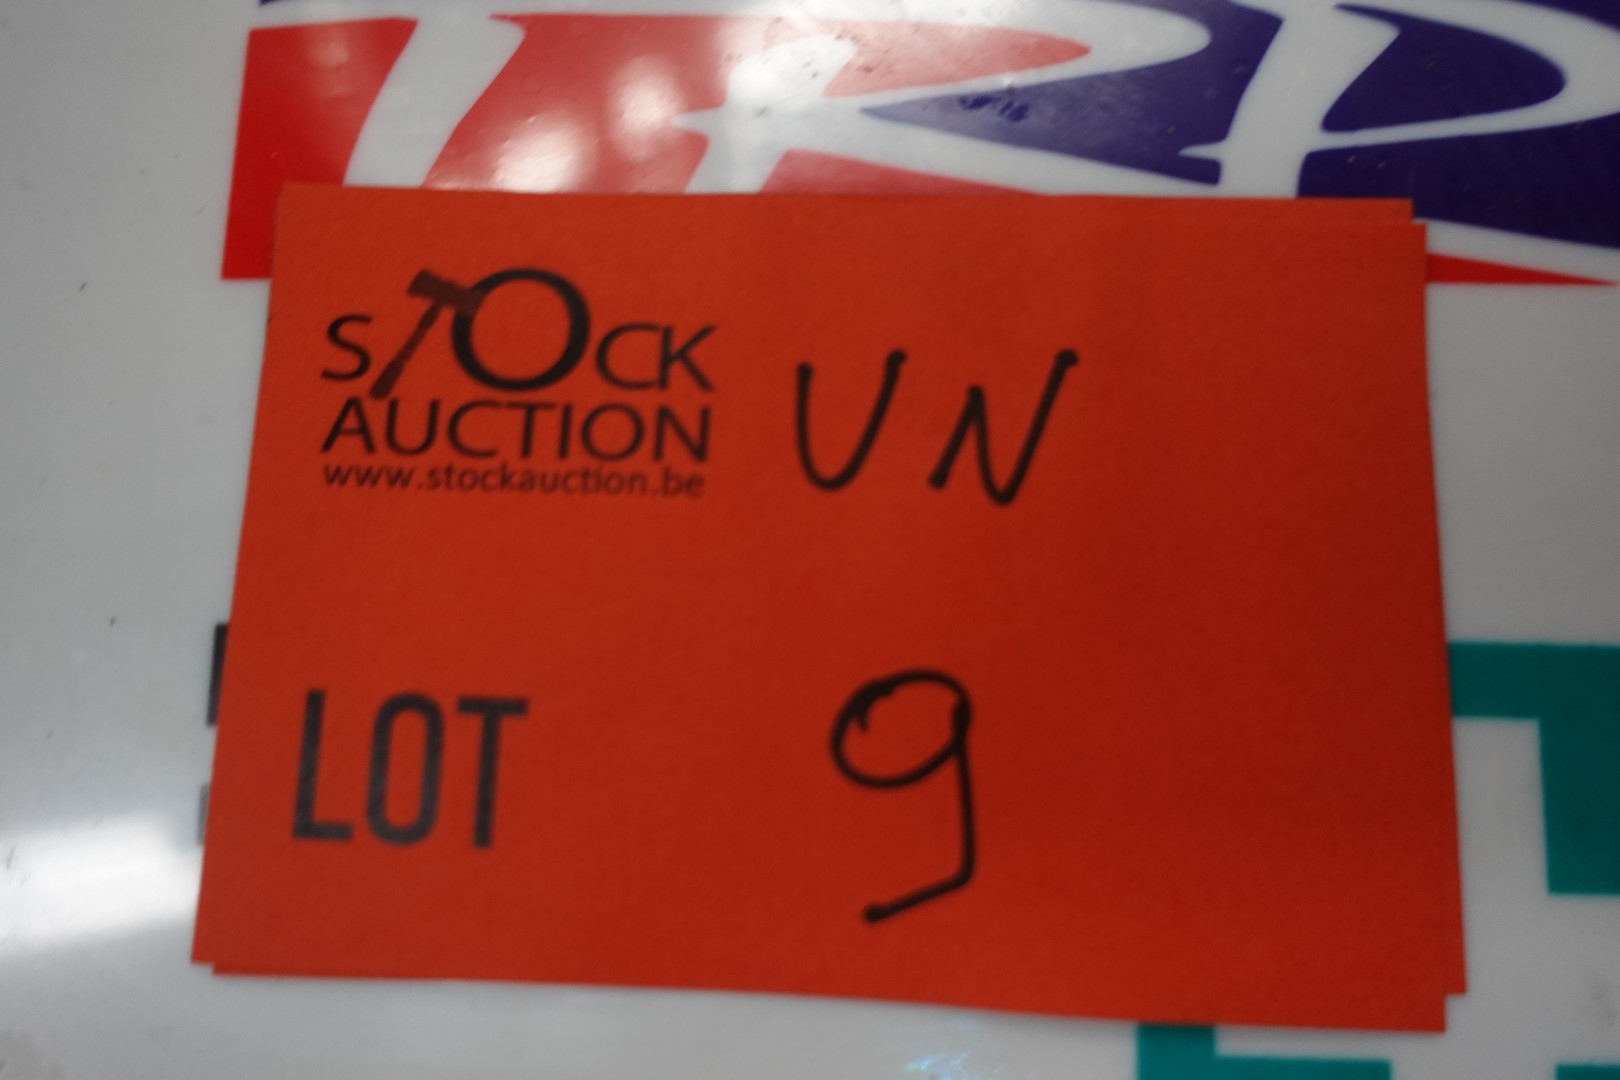 STOCK UN
AUCTION
www.stockauction.be
LOT 9